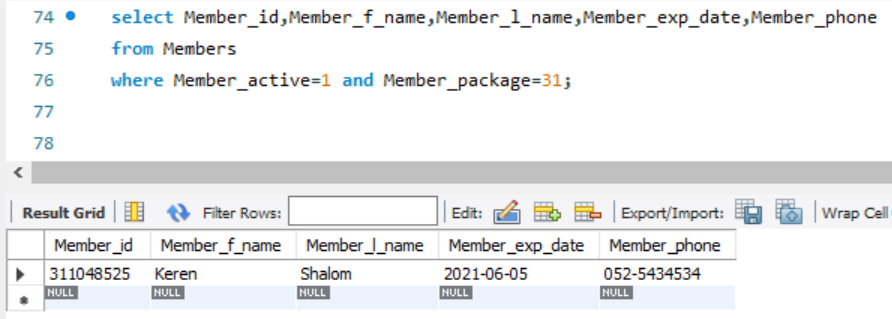 74 select Member_id,Member_f_name,Member_l_name,Member_exp_date,Member_phone
75 from Members
76 where Member_active=1 and Member_package=31;
77
78
Result Grid Filter Rows: Edit: Export/Import: Wrap Cell
Member_id Member_f_name Member_l_name Member_exp_date Member_phone
311048525 Keren Shalom 2021-06-05 052-5434534
NULL NULL NULL NULL NULL